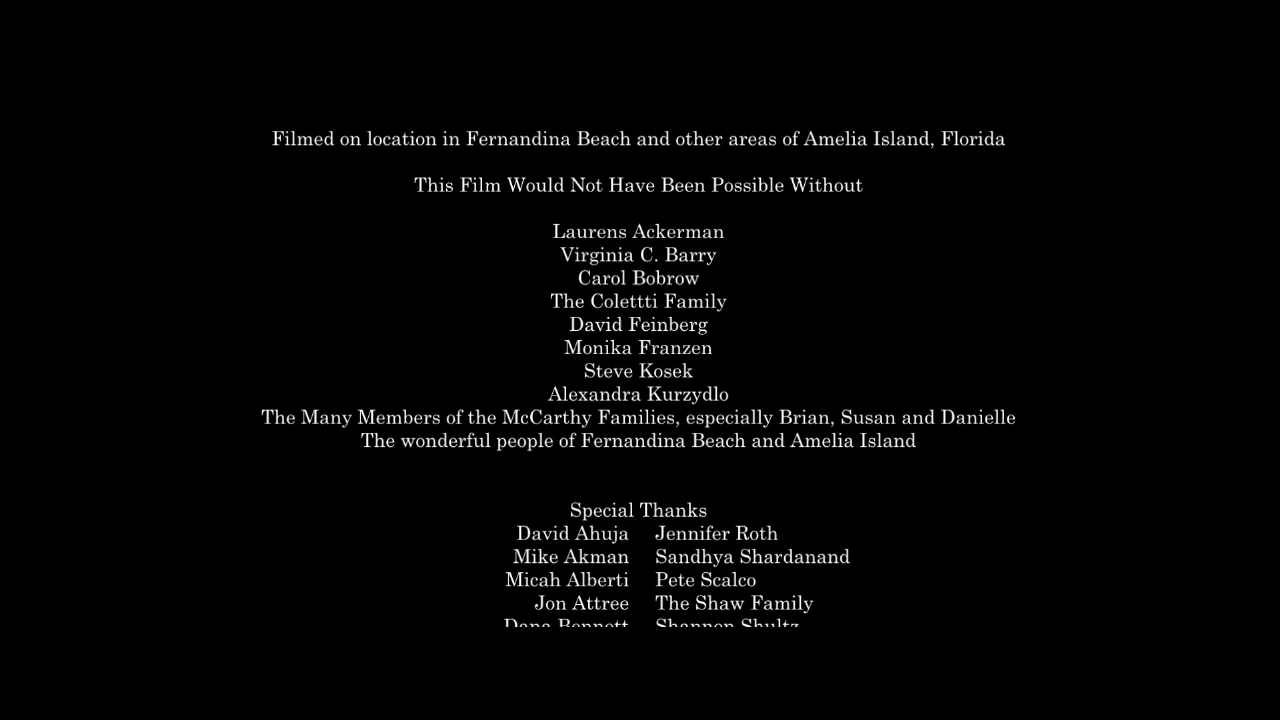 Filmed on location in Fernandina Beach and other areas of Amelia Island, Florida
This Film Would Not Have Been Possible Without
Laurens Ackerman
Virginia C. Barry
Carol Bobrow
The Colettti Family
David Feinberg
Monika Franzen
Steve Kosek
Alexandra Kurzydlo
The Many Members of the McCarthy Families, especially Brian, Susan and Danielle
The wonderful people of Fernandina Beach and Amelia Island
Special Thanks
David Ahuja Jennifer Roth
Mike Akman Sandhya Shardanand
Micah Alberti Pete Scalco
Jon Attree The Shaw Family
Dana Bennett Shannon Shultz